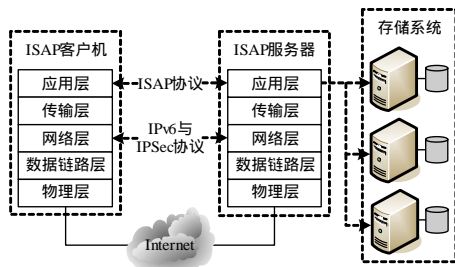 ISAP客户机
应用层
传输层
网络层
数据链路层
物理层
ISAP协议
IPv6与
IPSec协议
ISAP服务器
应用层
传输层
网络层
数据链路层
物理层
存储系统
Internet